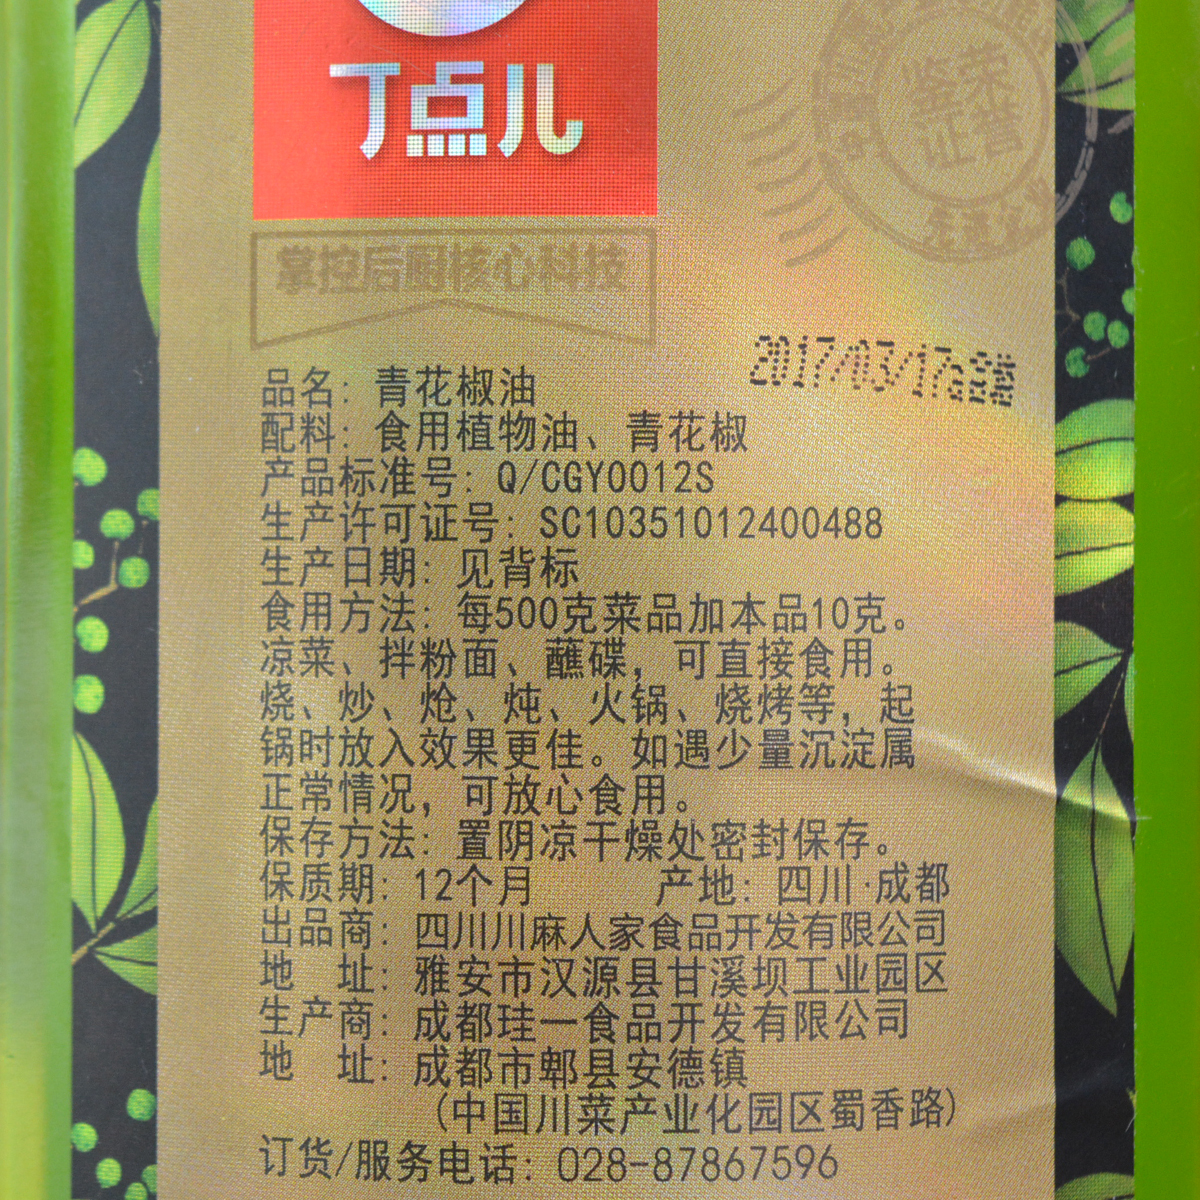 丁点儿
鉴荣
证誉
掌控后厨核心科技
2017/03/17合格
品名: 青花椒油
配料: 食用植物油、青花椒
产品标准号: Q/CGY0012S
生产许可证号: SC10351012400488
生产日期: 见背标
食用方法: 每500克菜品加本品10克。
凉菜、拌粉面、蘸碟，可直接食用。
烧、炒、炝、炖、火锅、烧烤等，起
锅时放入效果更佳。如遇少量沉淀属
正常情况，可放心食用。
保存方法: 置阴凉干燥处密封保存。
保质期: 12个月 产地: 四川·成都
出品商: 四川川麻人家食品开发有限公司
地 址: 雅安市汉源县甘溪坝工业园区
生产商: 成都珪一食品开发有限公司
地 址: 成都市郫县安德镇
(中国川菜产业化园区蜀香路)
订货/服务电话: 028-87867596